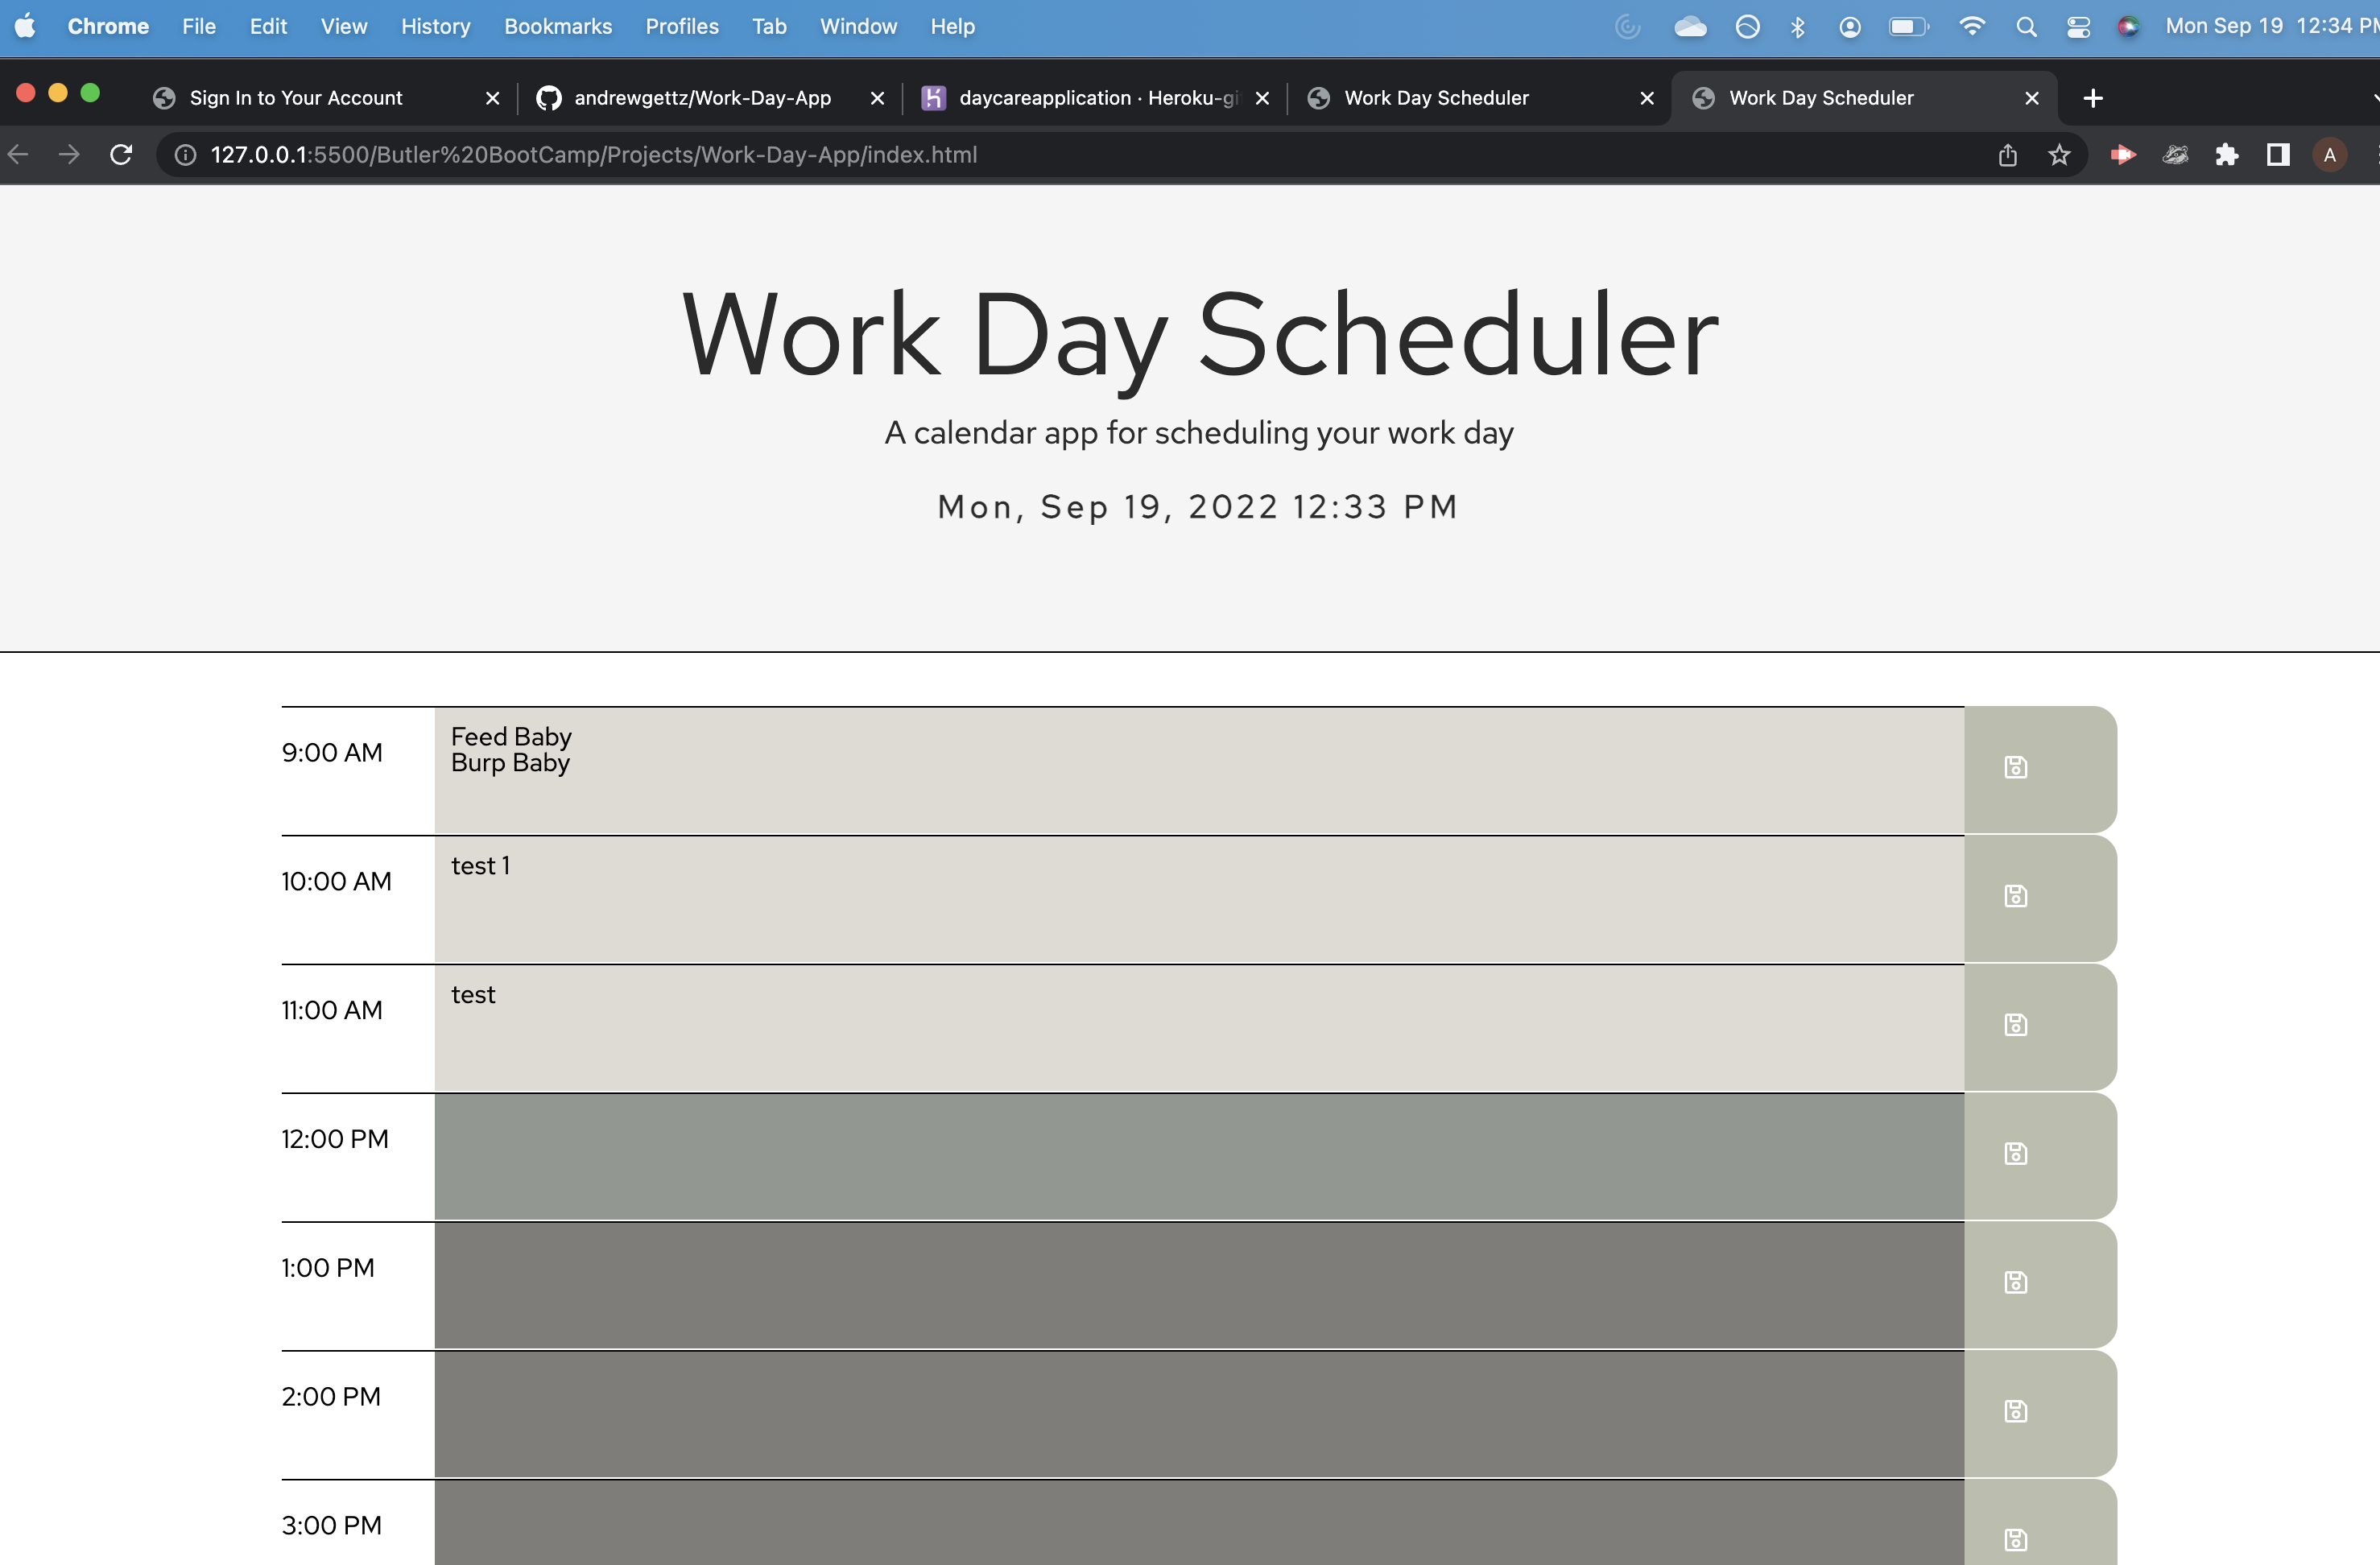 Chrome File Edit View History Bookmarks Profiles Tab Window Help Mon Sep 19 12:34 PM
Sign In to Your Account andrewgettz/Work-Day-App daycareapplication · Heroku-gi Work Day Scheduler Work Day Scheduler
127.0.0.1:5500/Butler%20BootCamp/Projects/Work-Day-App/index.html A
Work Day Scheduler
A calendar app for scheduling your work day
Mon, Sep 19, 2022 12:33 PM
9:00 AM Feed Baby
Burp Baby
10:00 AM test 1
11:00 AM test
12:00 PM
1:00 PM
2:00 PM
3:00 PM